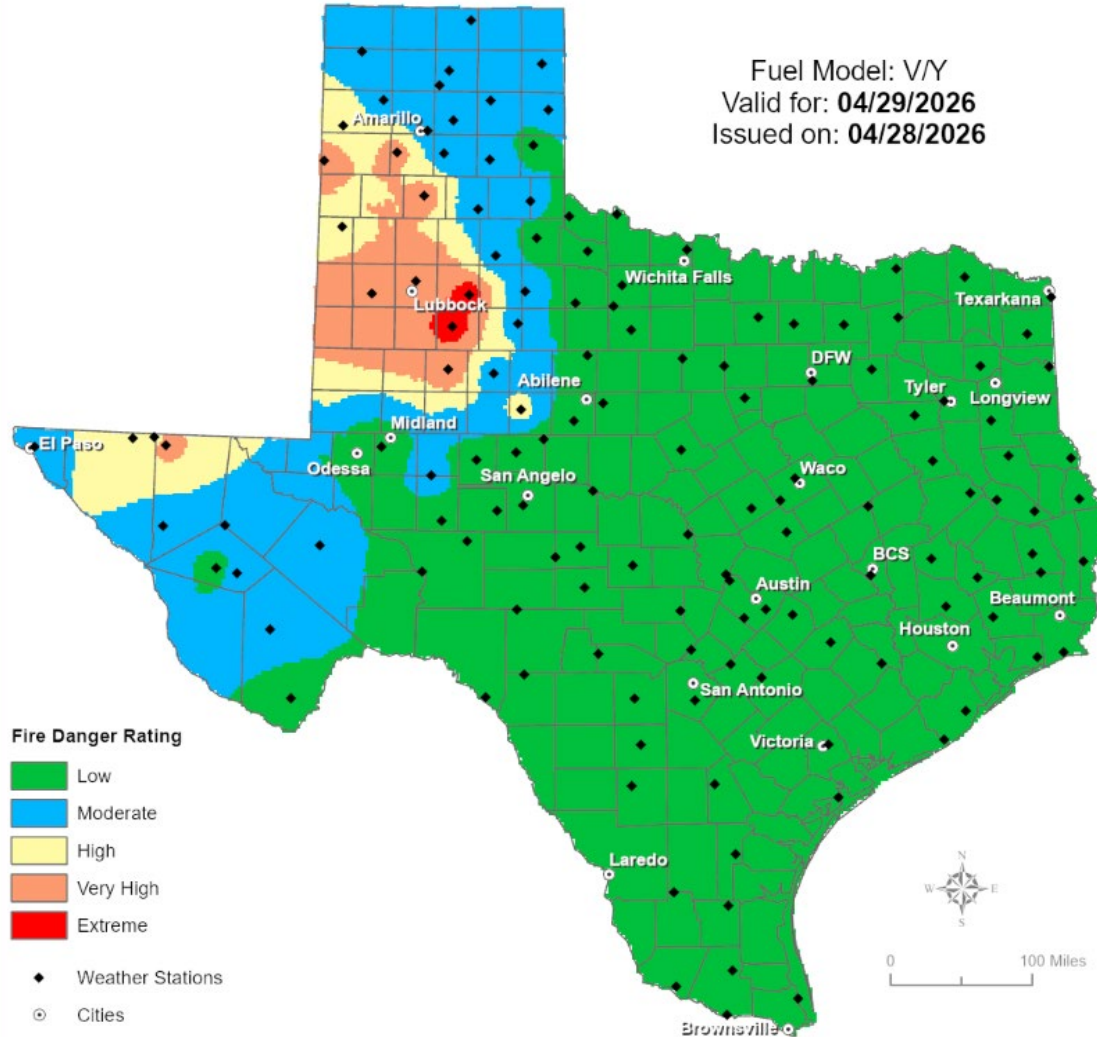 Fuel Model: V/Y
Valid for: 04/29/2026
Issued on: 04/28/2026
Amarillo
Wichita Falls
Lubbock
Texarkana
DFW
Abilene
Tyler
Longview
Midland
El Paso
Odessa
San Angelo
Waco
BCS
Austin
Beaumont
Houston
San Antonio
Victoria
Laredo
Brownsville
Fire Danger Rating
Low
Moderate
High
Very High
Extreme
Weather Stations
Cities
N
W E
S
0 100 Miles